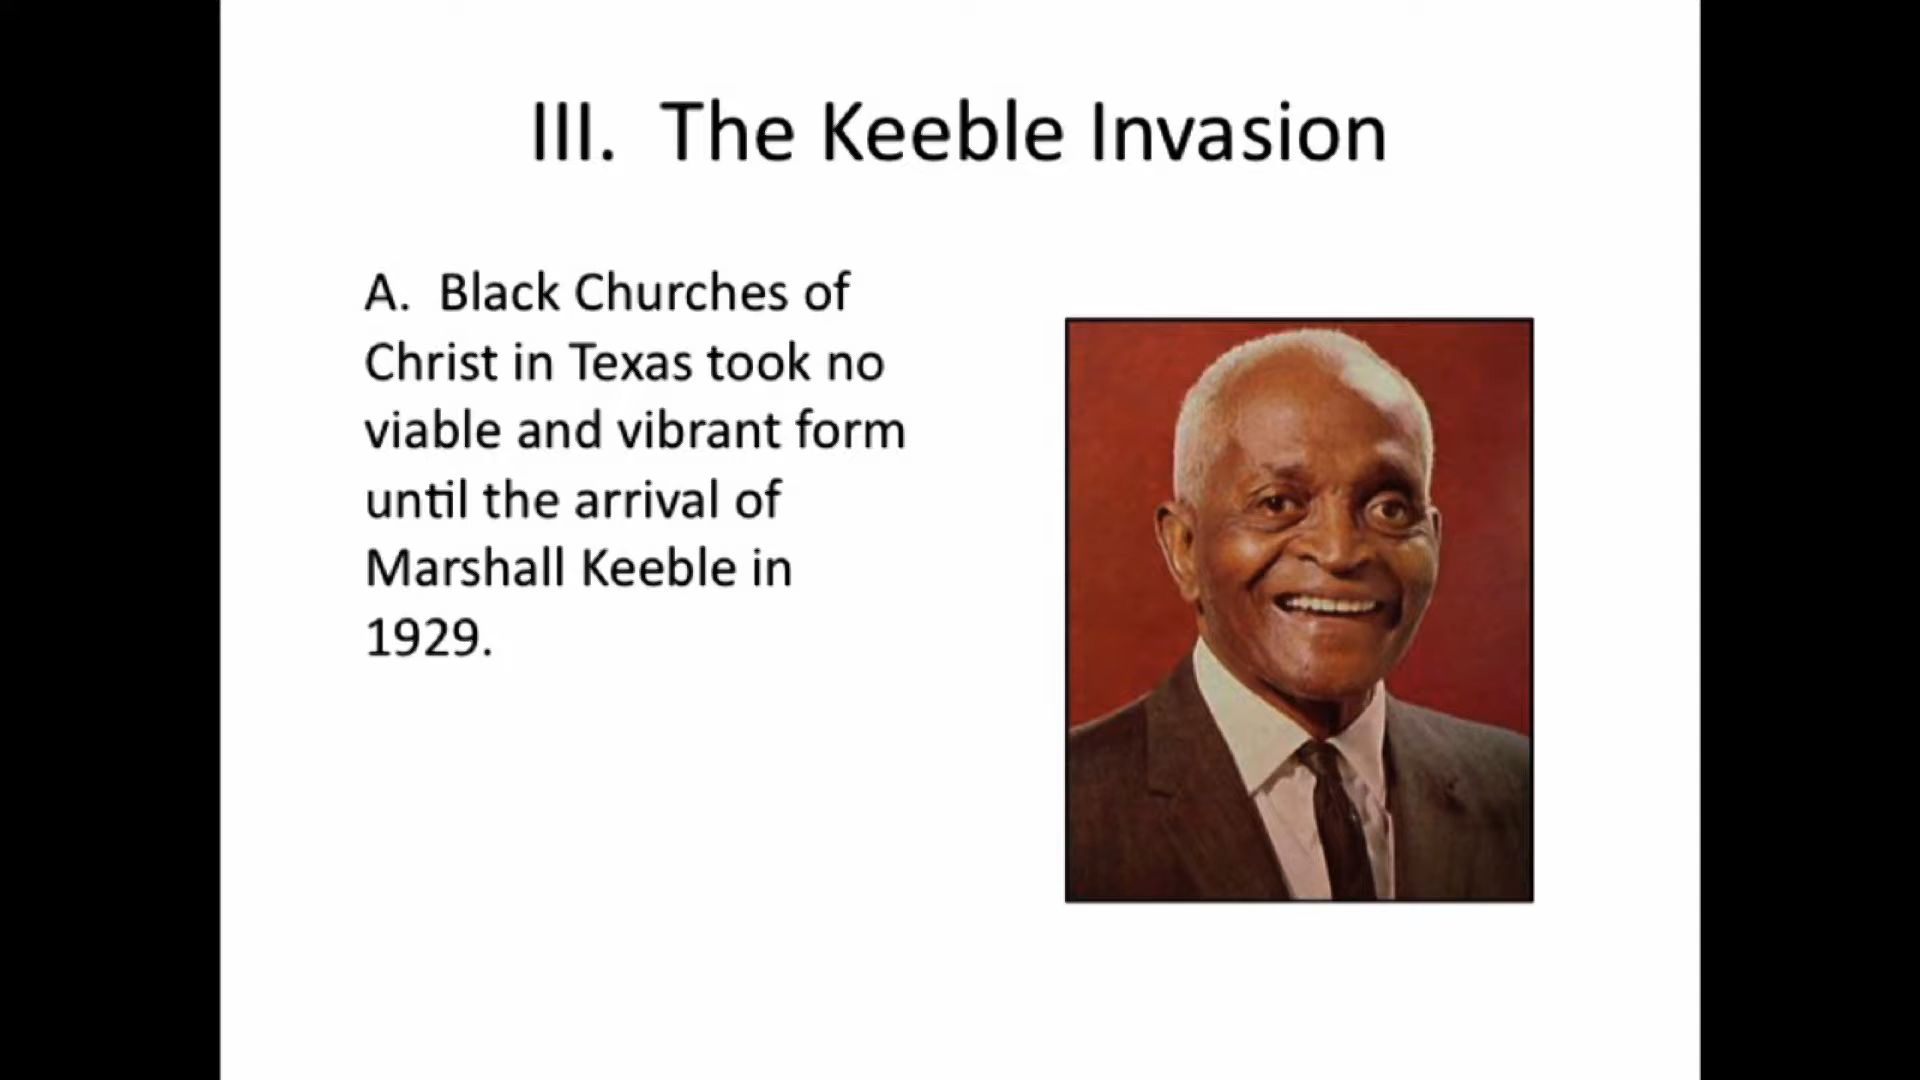 III.  The Keeble Invasion
A.  Black Churches of
Christ in Texas took no
viable and vibrant form
until the arrival of
Marshall Keeble in
1929.